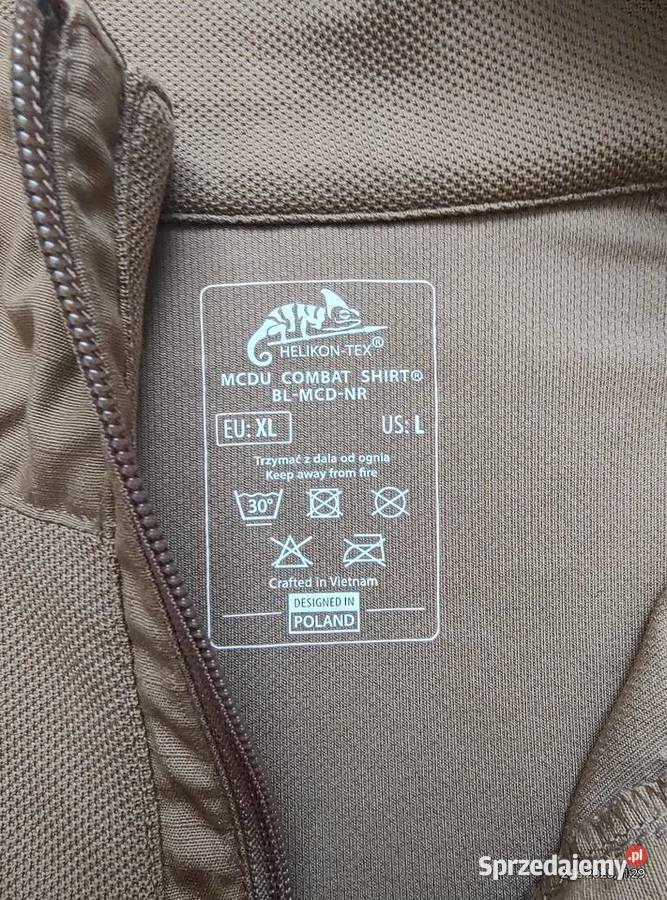 HELIKON-TEX®
MCDU COMBAT SHIRT®
BL-MCD-NR
EU: XL US: L
Trzymać z dala od ognia
Keep away from fire
30°
Crafted in Vietnam
DESIGNED IN
POLAND
Sprzedajemy.pl